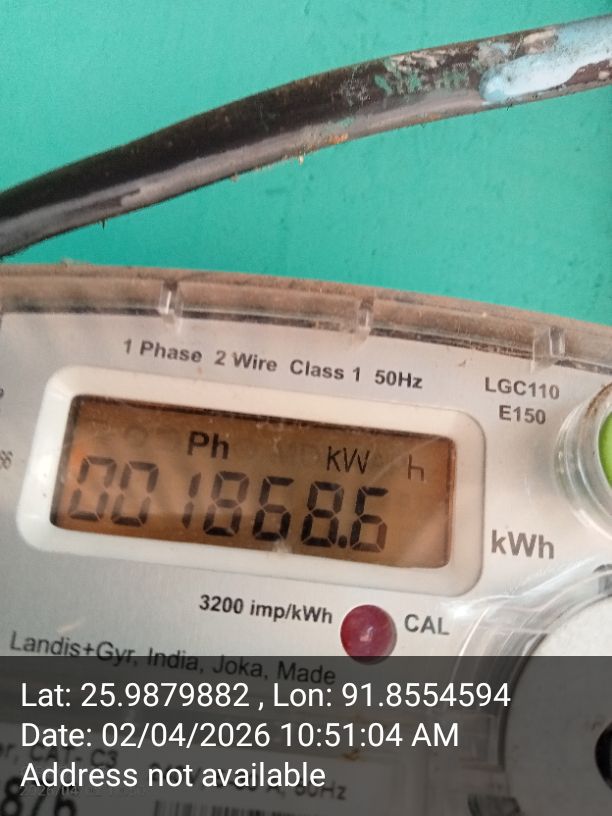 1 Phase 2 Wire Class 1 50Hz
LGC110
E150
Ph kW h
001868.6
kWh
3200 imp/kWh
CAL
Landis+Gyr, India, Joka, Made
Lat: 25.9879882 , Lon: 91.8554594
Date: 02/04/2026 10:51:04 AM
Address not available